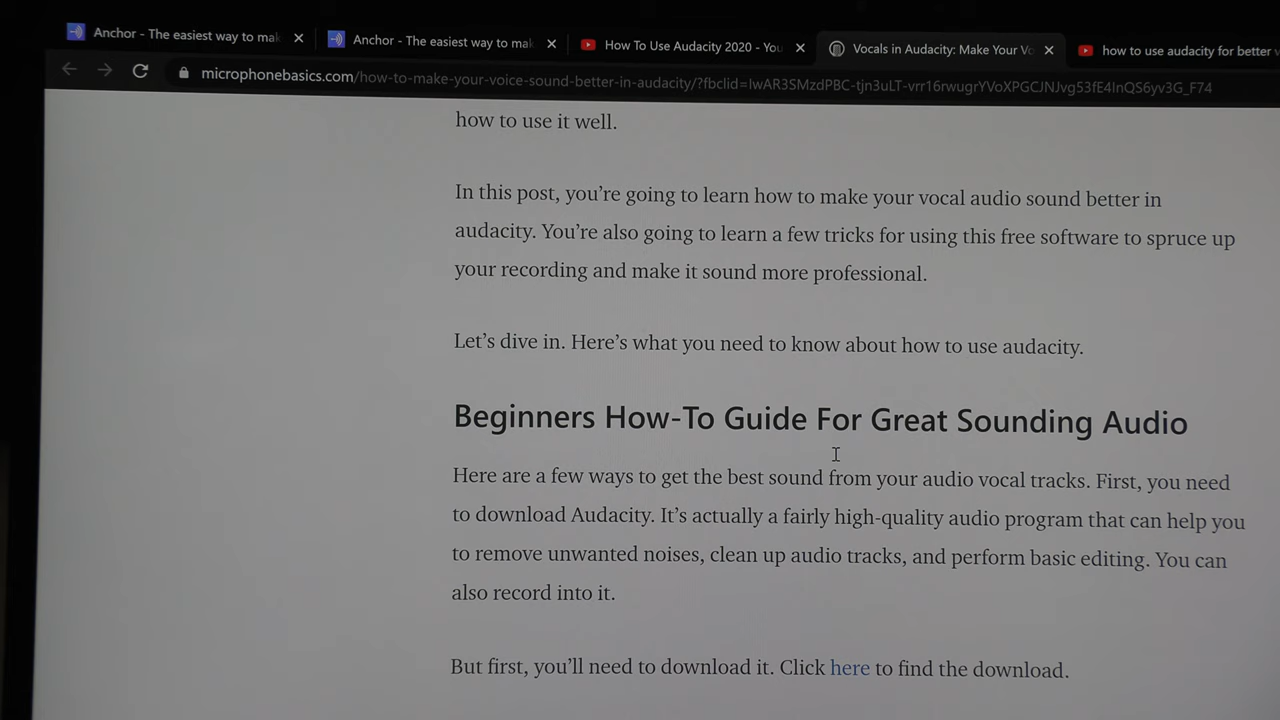 Anchor - The easiest way to mak
Anchor - The easiest way to mak
How To Use Audacity 2020 - You
Vocals in Audacity: Make Your Vo
how to use audacity for better v
microphonebasics.com/how-to-make-your-voice-sound-better-in-audacity/?fbclid=IwAR3SMzdPBC-tjn3uLT-vrr16rwugrYVoXPGCJNJvg53fE4InQS6yv3G_F74
how to use it well.
In this post, you’re going to learn how to make your vocal audio sound better in
audacity. You’re also going to learn a few tricks for using this free software to spruce up
your recording and make it sound more professional.
Let’s dive in. Here’s what you need to know about how to use audacity.
Beginners How-To Guide For Great Sounding Audio
Here are a few ways to get the best sound from your audio vocal tracks. First, you need
to download Audacity. It’s actually a fairly high-quality audio program that can help you
to remove unwanted noises, clean up audio tracks, and perform basic editing. You can
also record into it.
But first, you’ll need to download it. Click here to find the download.